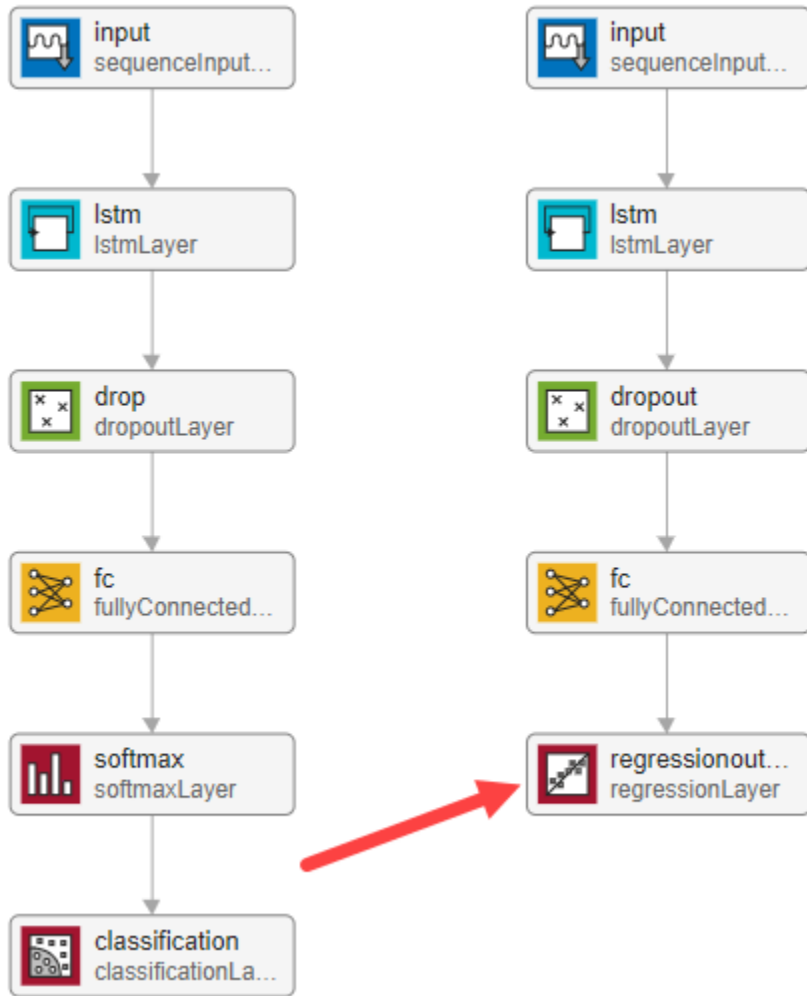 input
sequenceInput...
lstm
lstmLayer
drop
dropoutLayer
fc
fullyConnected...
softmax
softmaxLayer
classification
classificationLa...
input
sequenceInput...
lstm
lstmLayer
dropout
dropoutLayer
fc
fullyConnected...
regressionout...
regressionLayer